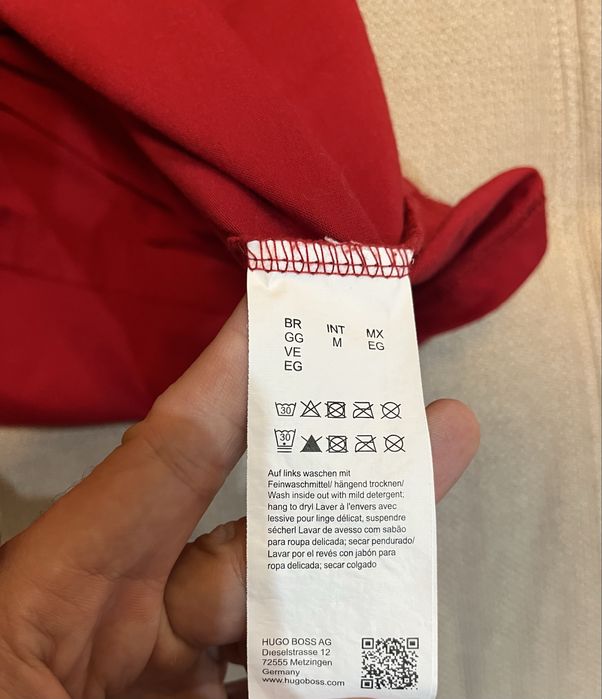 BR
GG
VE
EG
INT
M
MX
EG
30
30
Auf links waschen mit
Feinwaschmittel/ hängend trocknen/
Wash inside out with mild detergent;
hang to dry/ Laver à l'envers avec
lessive pour linge délicat, suspendre
sécher/ Lavar de avesso com sabão
para roupa delicada; secar pendurado/
Lavar por el revés con jabón para
ropa delicada; secar colgado
HUGO BOSS AG
Dieselstrasse 12
72555 Metzingen
Germany
www.hugoboss.com